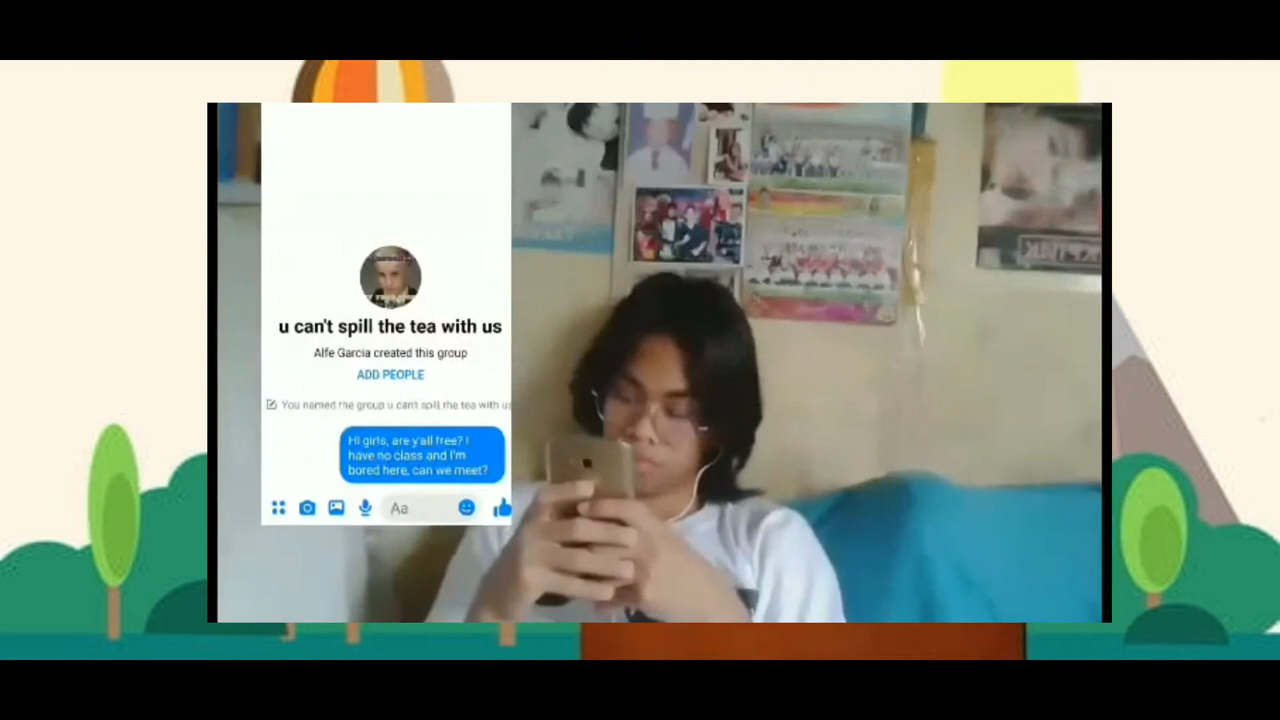 u can't spill the tea with us
Alfe Garcia created this group
ADD PEOPLE
You named the group u can't spill the tea with us
Hi girls, are y'all free? I
have no class and I'm
bored here, can we meet?
Aa